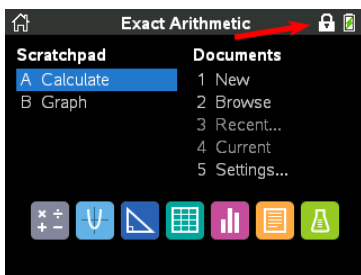 Exact Arithmetic
Scratchpad
A Calculate
B Graph
Documents
1 New
2 Browse
3 Recent...
4 Current
5 Settings...